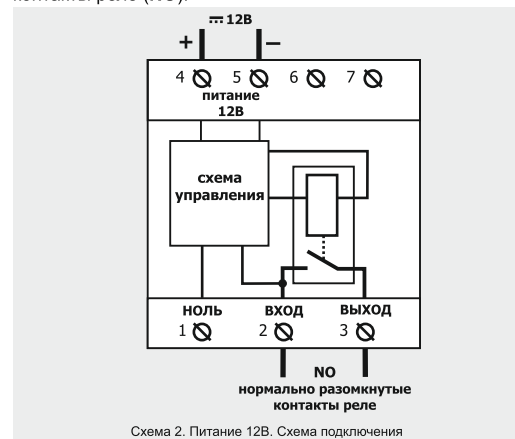 контакты реле (NO).
12В
+ −
4 5 6 7
питание
12В
схема
управления
НОЛЬ ВХОД ВЫХОД
1 2 3
NO
нормально разомкнутые
контакты реле
Схема 2. Питание 12В. Схема подключения